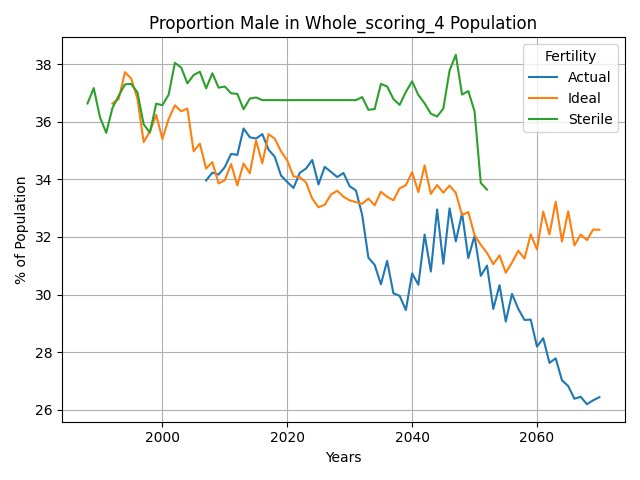 Proportion Male in Whole_scoring_4 Population
Fertility
Actual
Ideal
Sterile
% of Population
38
36
34
32
30
28
26
2000
2020
2040
2060
Years